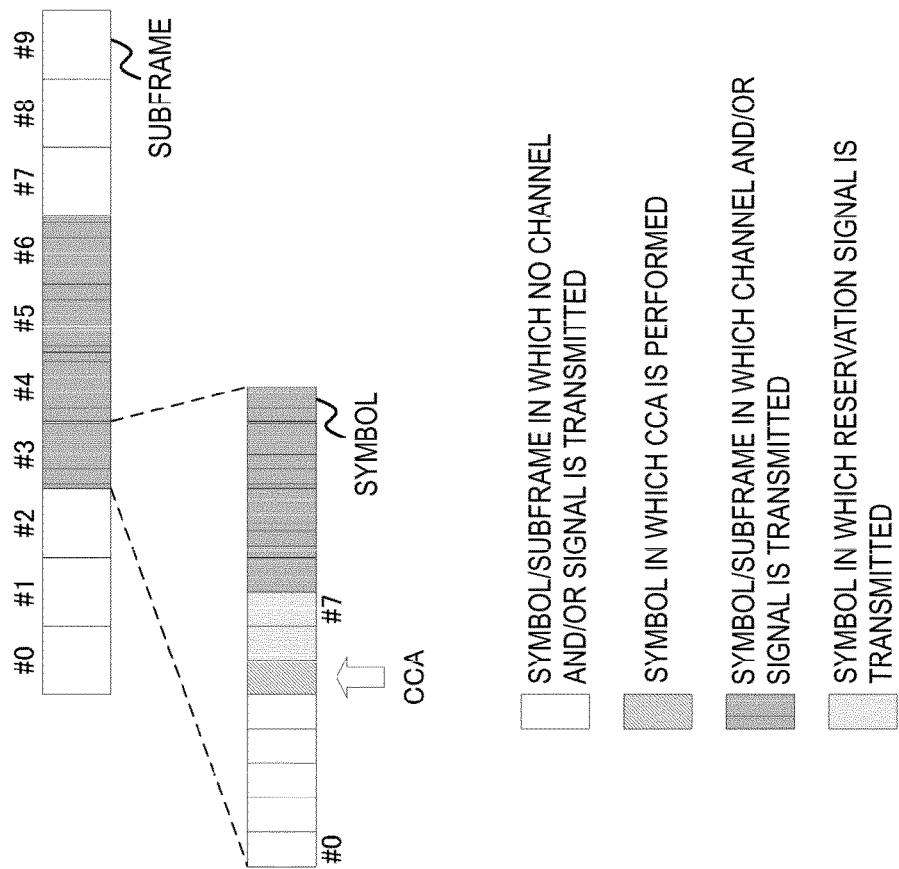 #0 #1 #2 #3 #4 #5 #6 #7 #8 #9
SUBFRAME
SYMBOL
#0 #7
CCA
SYMBOL/SUBFRAME IN WHICH NO CHANNEL
AND/OR SIGNAL IS TRANSMITTED
SYMBOL IN WHICH CCA IS PERFORMED
SYMBOL/SUBFRAME IN WHICH CHANNEL AND/OR
SIGNAL IS TRANSMITTED
SYMBOL IN WHICH RESERVATION SIGNAL IS
TRANSMITTED